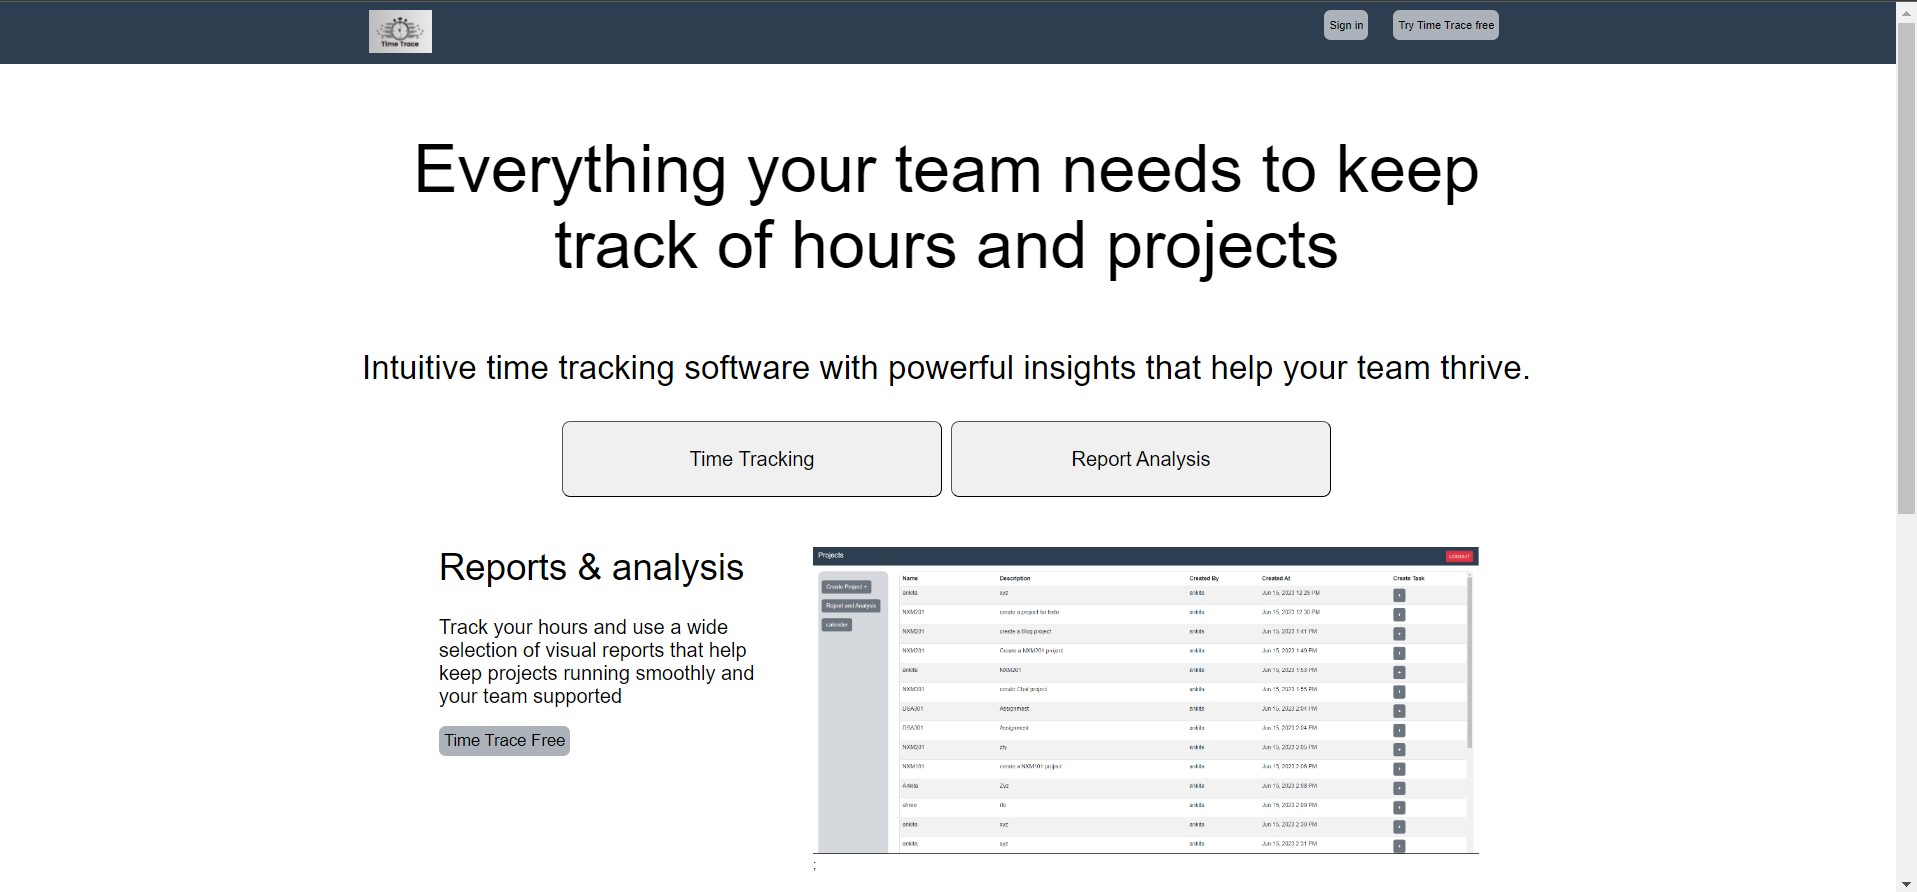 Time Trace
Sign in
Try Time Trace free
Everything your team needs to keep
track of hours and projects
Intuitive time tracking software with powerful insights that help your team thrive.
Time Tracking
Report Analysis
Reports & analysis
Track your hours and use a wide
selection of visual reports that help
keep projects running smoothly and
your team supported
Time Trace Free
Projects
LOGOUT
Create Project +
Report and Analysis
calender
Name Description Created By Created At Create Task
ankita xyz ankita Jun 15, 2023 12:26 PM +
NXM201 create a project for todo ankita Jun 15, 2023 12:30 PM +
NXM201 create a Blog project ankita Jun 15, 2023 1:41 PM +
NXM201 Create a NXM201 project ankita Jun 15, 2023 1:49 PM +
ankita NXM201 ankita Jun 15, 2023 1:53 PM +
NXM301 Chat project ankita Jun 15, 2023 1:55 PM +
DSA301 Assignment ankita Jun 15, 2023 2:04 PM +
DSA301 Assignment ankita Jun 15, 2023 2:04 PM +
NXM201 ankita Jun 15, 2023 2:05 PM +
NXM101 a NXM101 project ankita Jun 15, 2023 2:06 PM +
Ankita Zyz ankita Jun 15, 2023 2:08 PM +
shree ankita Jun 15, 2023 2:09 PM +
ankita xyz ankita Jun 15, 2023 2:30 PM +
ankita xyz ankita Jun 15, 2023 2:31 PM +
;